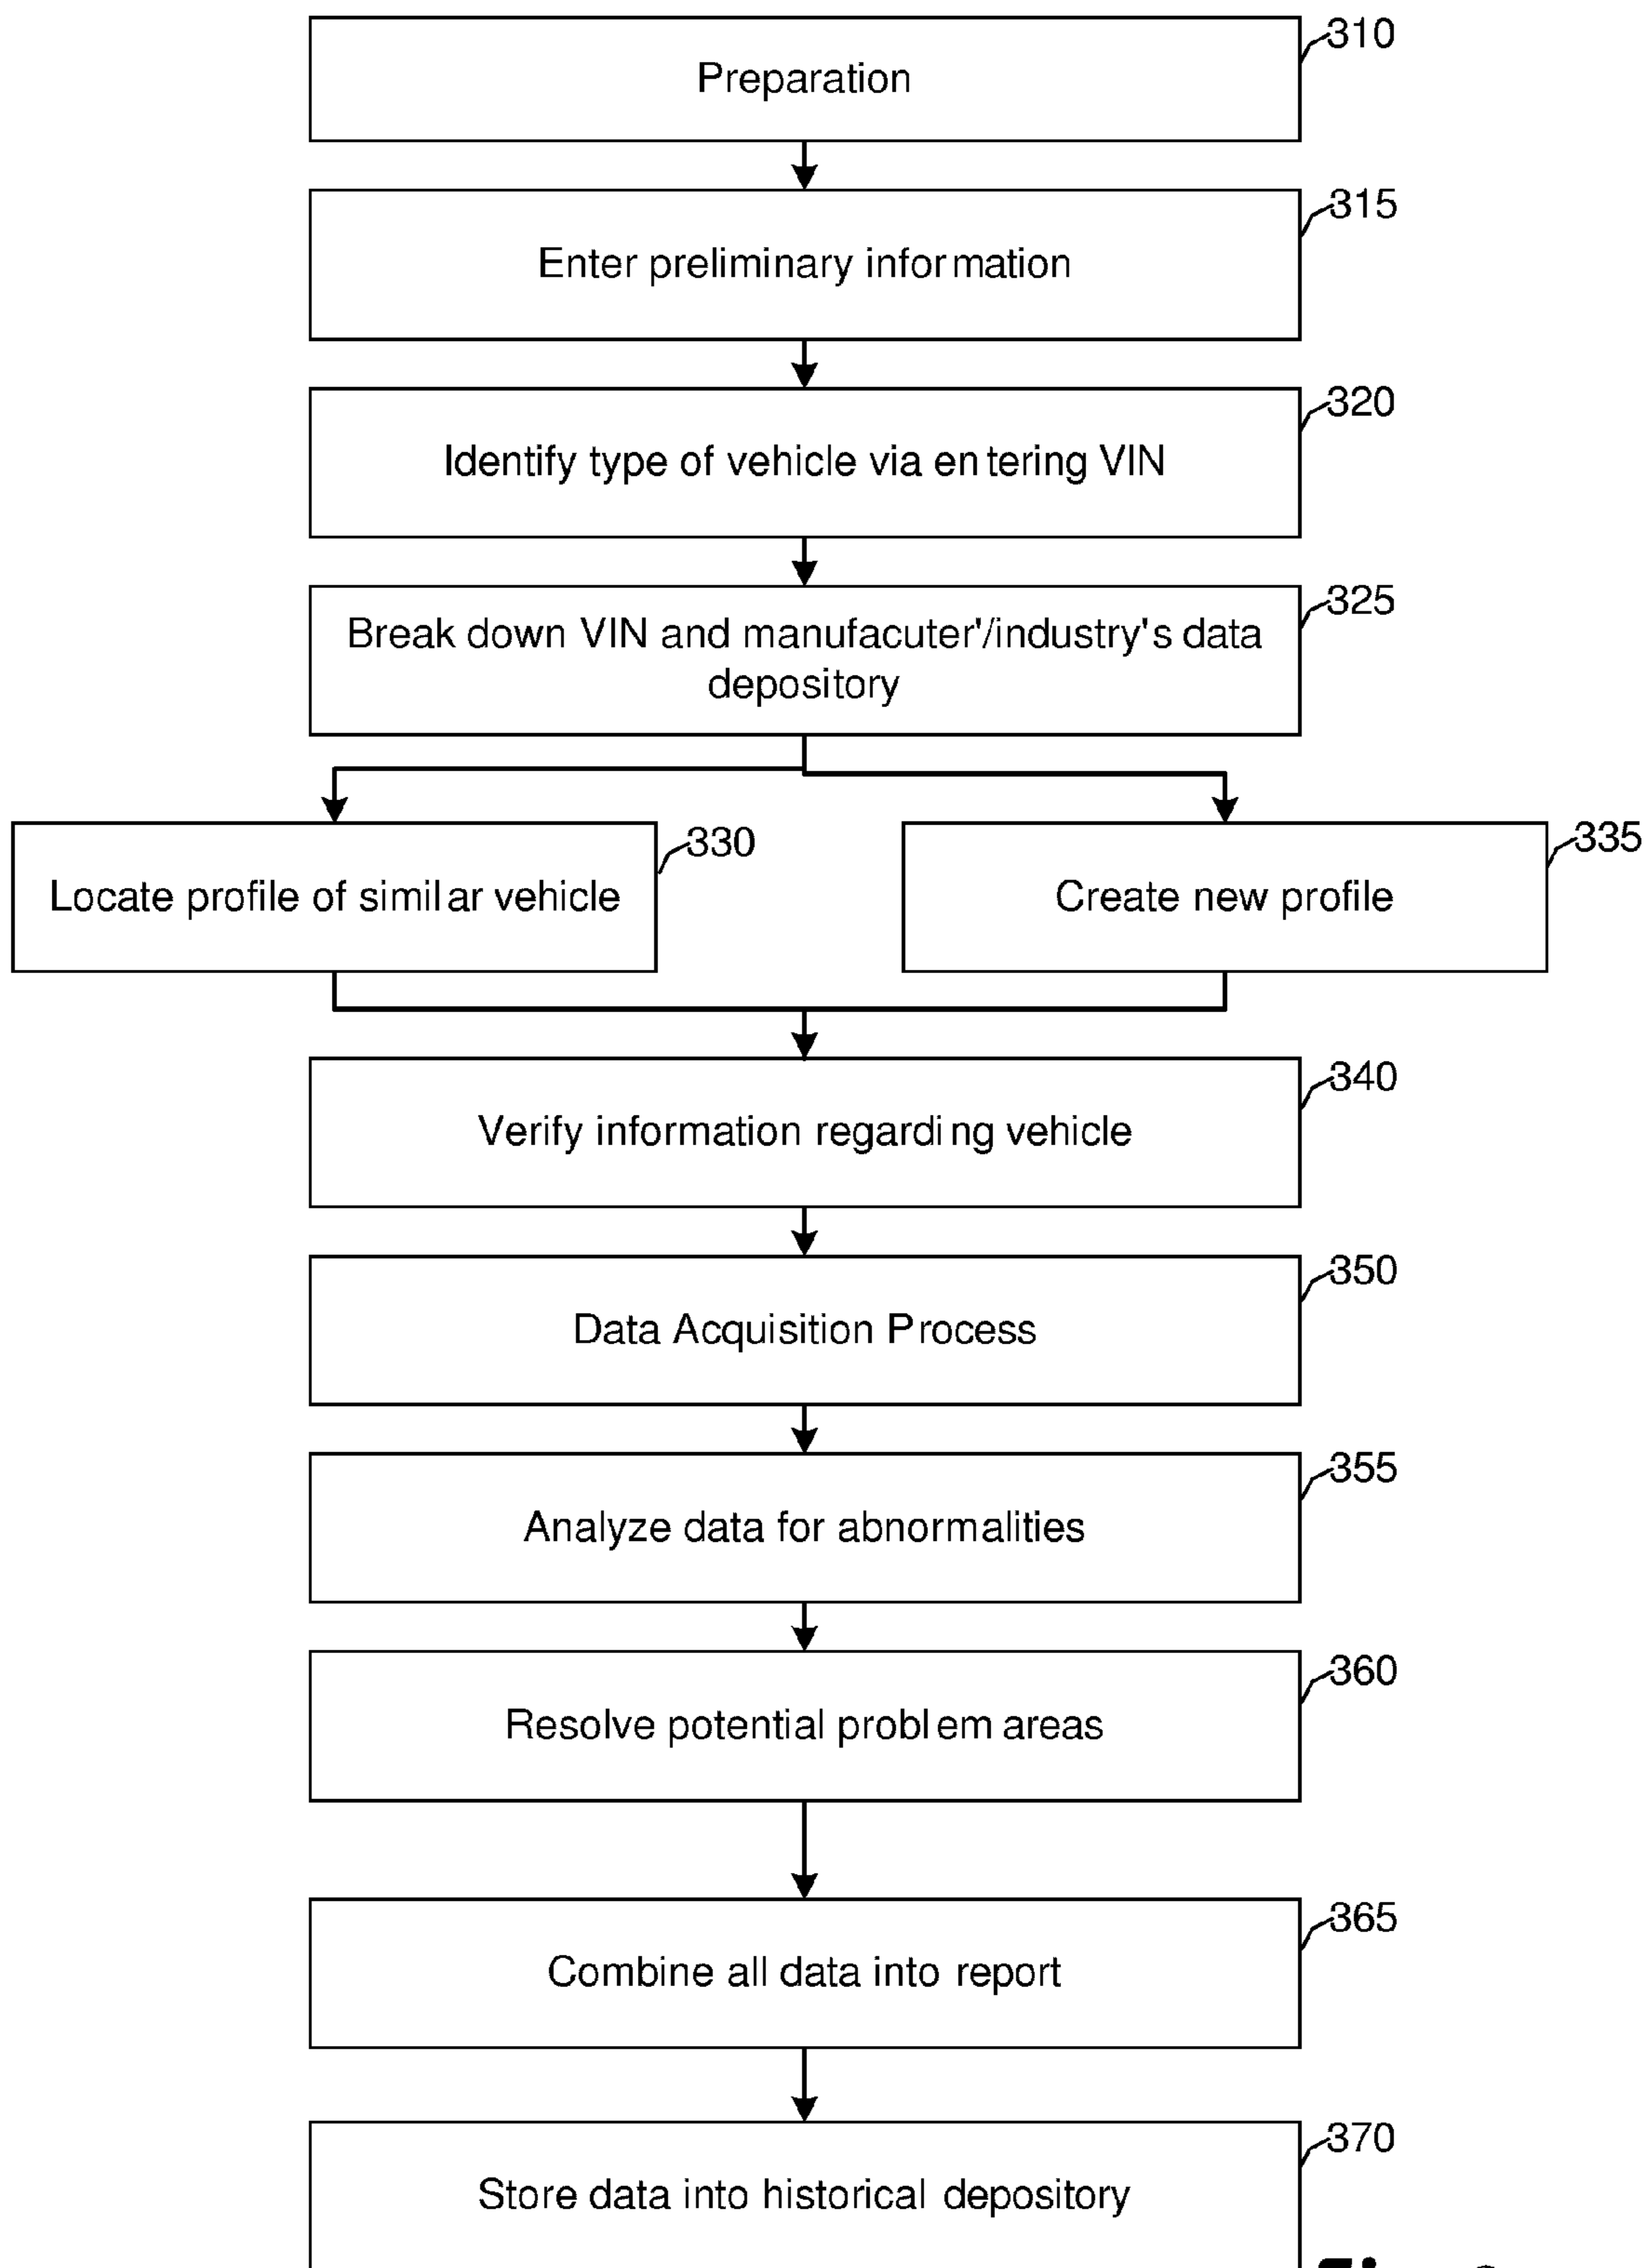 310
Preparation
315
Enter preliminary information
320
Identify type of vehicle via entering VIN
325
Break down VIN and manufacuter'/industry's data
depository
330
Locate profile of similar vehicle
335
Create new profile
340
Verify information regarding vehicle
350
Data Acquisition Process
355
Analyze data for abnormalities
360
Resolve potential problem areas
365
Combine all data into report
370
Store data into historical depository